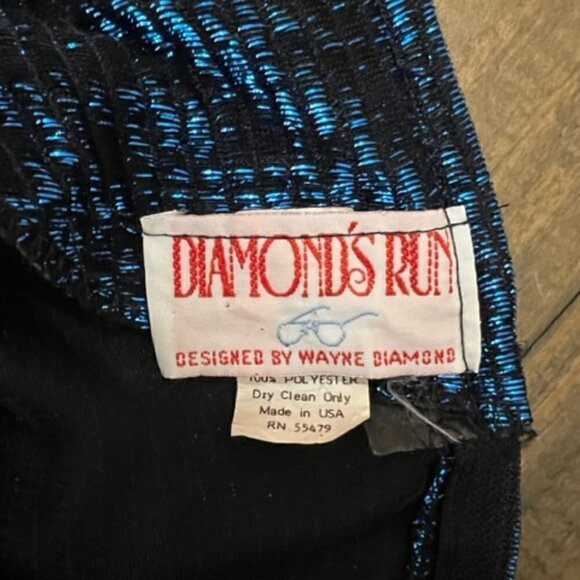 DIAMOND'S RUN
DESIGNED BY WAYNE DIAMOND
100% POLYESTER
Dry Clean Only
Made in USA
RN 55479